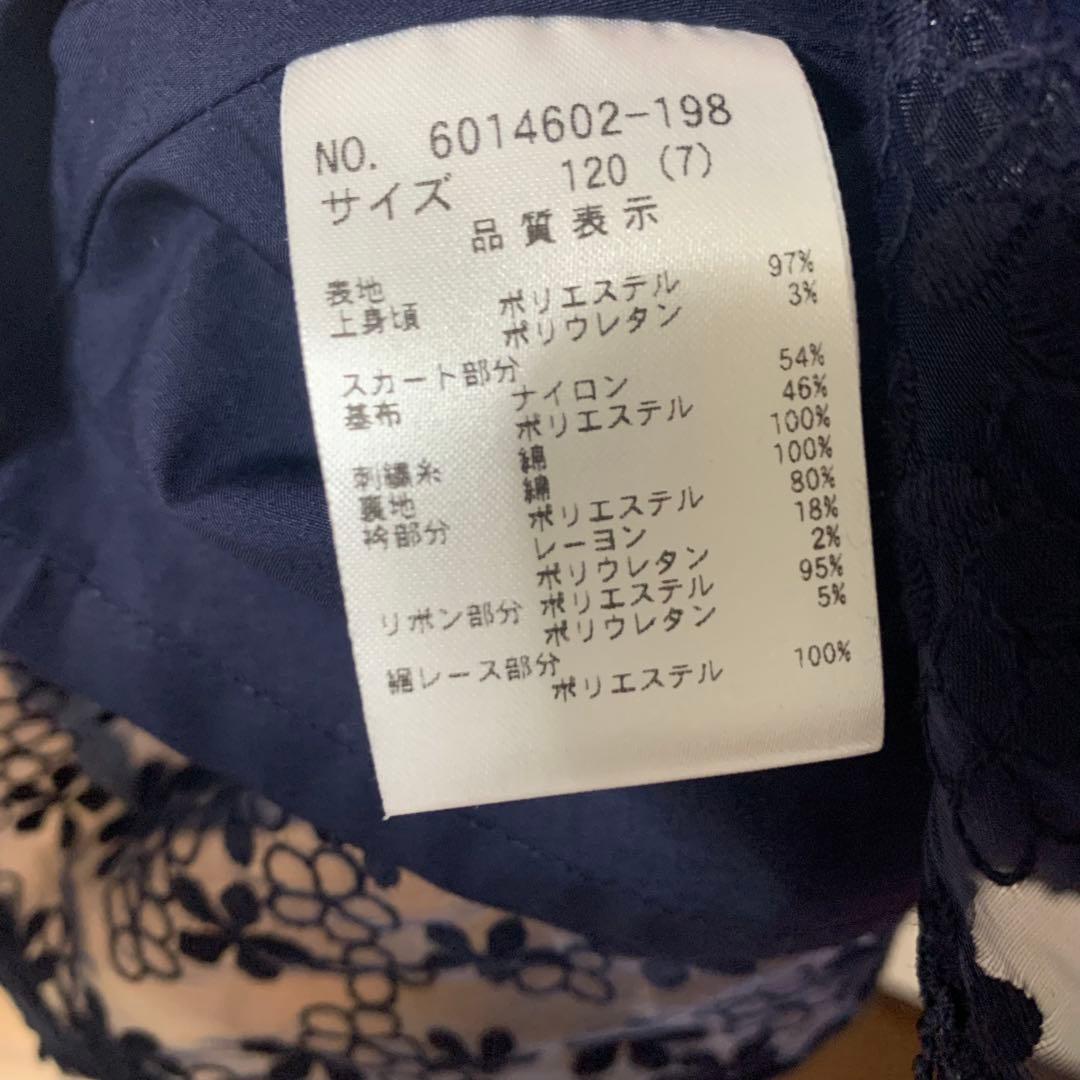 NO. 6014602-198
サイズ 120 (7)
品質表示
表地
上身頃 ポリエステル 97%
ポリウレタン 3%
スカート部分
基布 ナイロン 54%
ポリエステル 46%
刺繍糸 綿 100%
裏地 綿 100%
衿部分 ポリエステル 80%
レーヨン 18%
ポリウレタン 2%
リボン部分 ポリエステル 95%
ポリウレタン 5%
裾レース部分
ポリエステル 100%